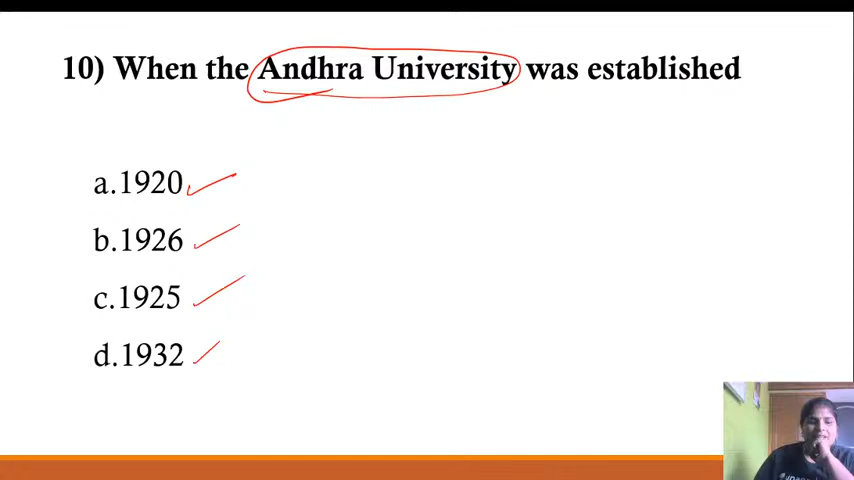 10) When the Andhra University was established
a.1920
b.1926
c.1925
d.1932